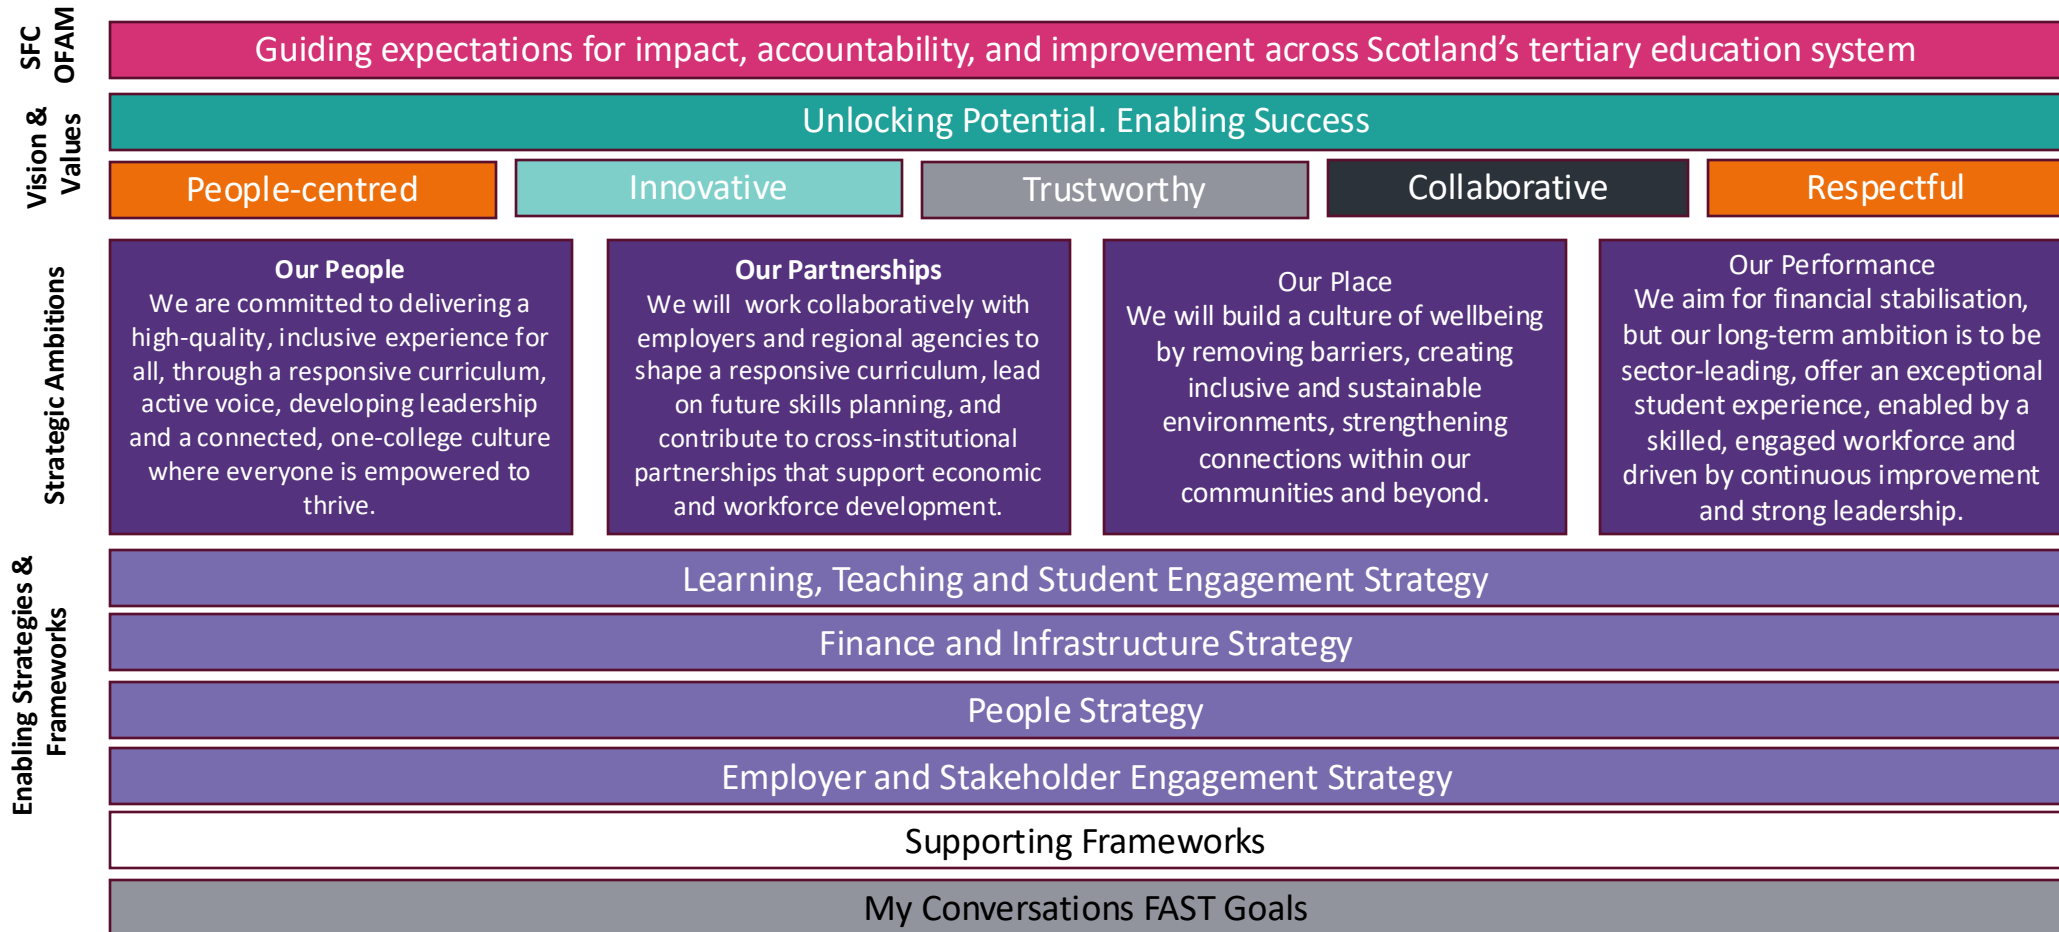 SFC
OFAM
Guiding expectations for impact, accountability, and improvement across Scotland's tertiary education system
Vision &
Values
Unlocking Potential. Enabling Success
People-centred
Innovative
Trustworthy
Collaborative
Respectful
Strategic Ambitions
Our People
We are committed to delivering a
high-quality, inclusive experience for
all, through a responsive curriculum,
active voice, developing leadership
and a connected, one-college culture
where everyone is empowered to
thrive.
Our Partnerships
We will work collaboratively with
employers and regional agencies to
shape a responsive curriculum, lead
on future skills planning, and
contribute to cross-institutional
partnerships that support economic
and workforce development.
Our Place
We will build a culture of wellbeing
by removing barriers, creating
inclusive and sustainable
environments, strengthening
connections within our
communities and beyond.
Our Performance
We aim for financial stabilisation,
but our long-term ambition is to be
sector-leading, offer an exceptional
student experience, enabled by a
skilled, engaged workforce and
driven by continuous improvement
and strong leadership.
Enabling Strategies &
Frameworks
Learning, Teaching and Student Engagement Strategy
Finance and Infrastructure Strategy
People Strategy
Employer and Stakeholder Engagement Strategy
Supporting Frameworks
My Conversations FAST Goals